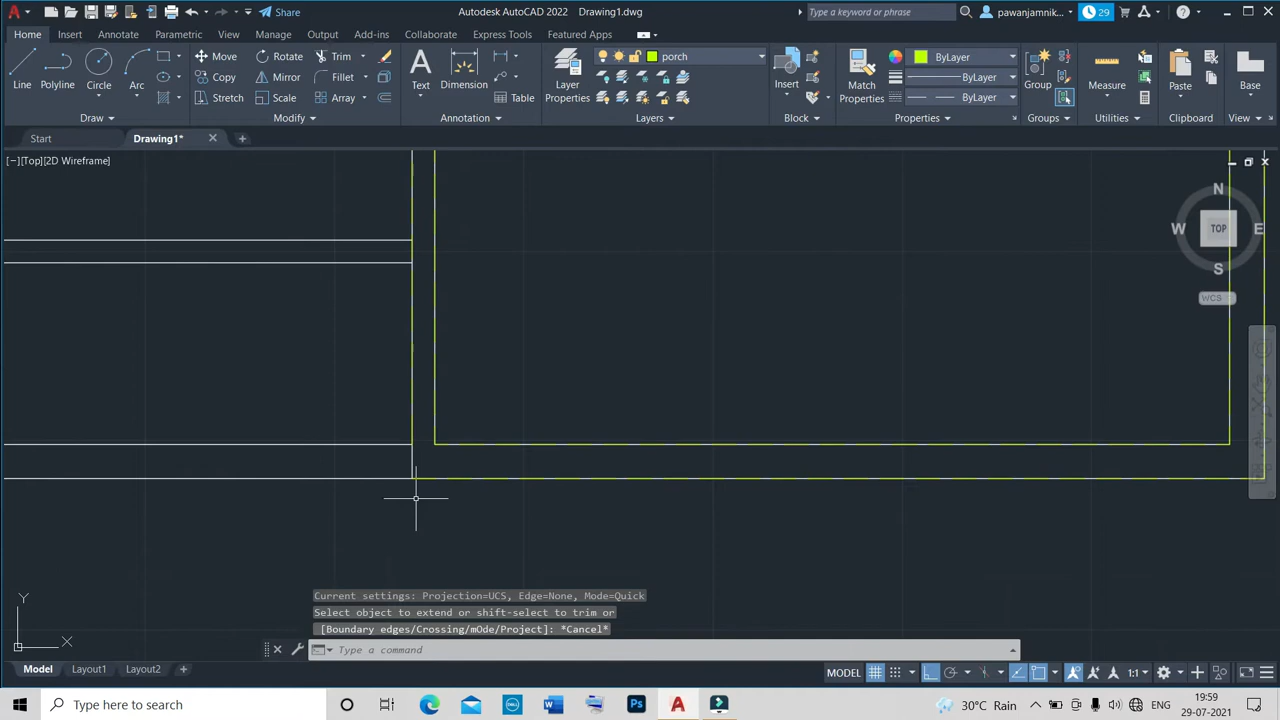 Share
Autodesk AutoCAD 2022 Drawing1.dwg
Type a keyword or phrase
pawanjamnik...
29
Home Insert Annotate Parametric View Manage Output Add-ins Collaborate Express Tools Featured Apps
Line Polyline Circle Arc
Move Rotate Trim
Copy Mirror Fillet
Stretch Scale Array
Text Dimension Table
Layer Properties
porch
Insert
Match Properties
ByLayer
ByLayer
ByLayer
Group
Measure
Paste
Base
Draw Modify Annotation Layers Block Properties Groups Utilities Clipboard View
Start Drawing1*
[−][Top][2D Wireframe]
N
W TOP E
S
WCS
Current settings: Projection=UCS, Edge=None, Mode=Quick
Select object to extend or shift-select to trim or
[Boundary edges/Crossing/mOde/Project]: *Cancel*
Y
X
Type a command
Model Layout1 Layout2
MODEL
1:1
Type here to search
30°C Rain
ENG
19:59
29-07-2021